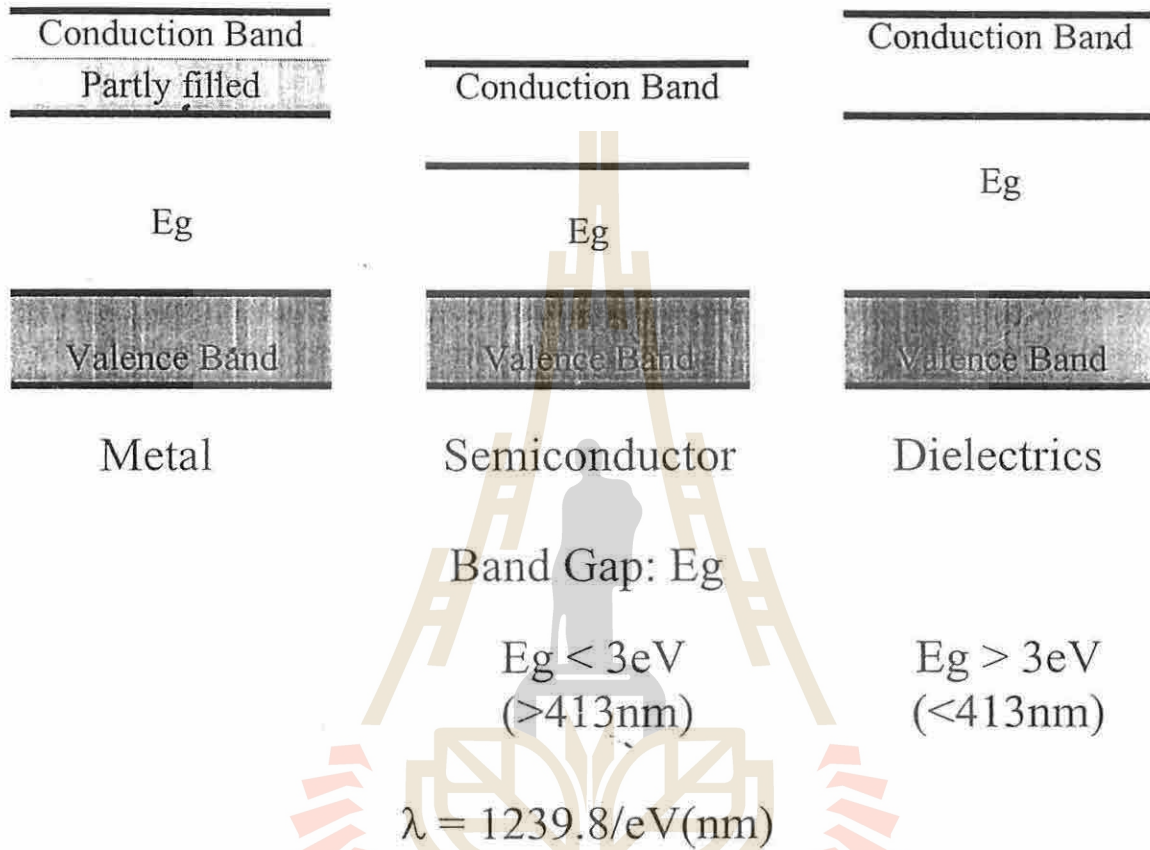 Conduction Band
Partly filled
Eg
Valence Band
Metal
Conduction Band
Eg
Valence Band
Semiconductor
Conduction Band
Eg
Valence Band
Dielectrics
Band Gap: Eg
Eg < 3eV
(>413nm)
Eg > 3eV
(<413nm)
λ = 1239.8/eV(nm)